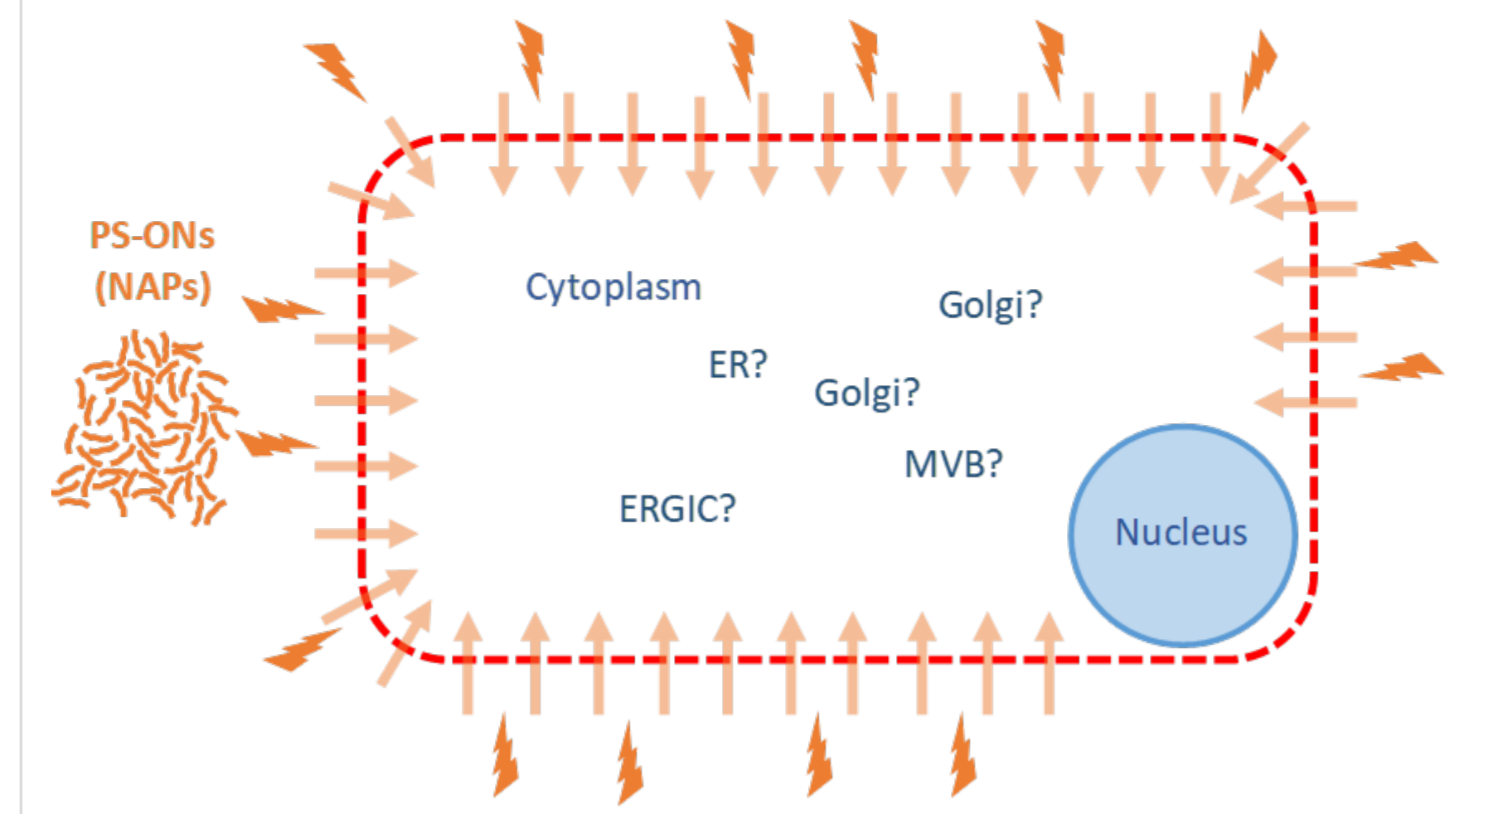 PS-ONs
(NAPs)
Cytoplasm
Golgi?
ER?
Golgi?
MVB?
ERGIC?
Nucleus